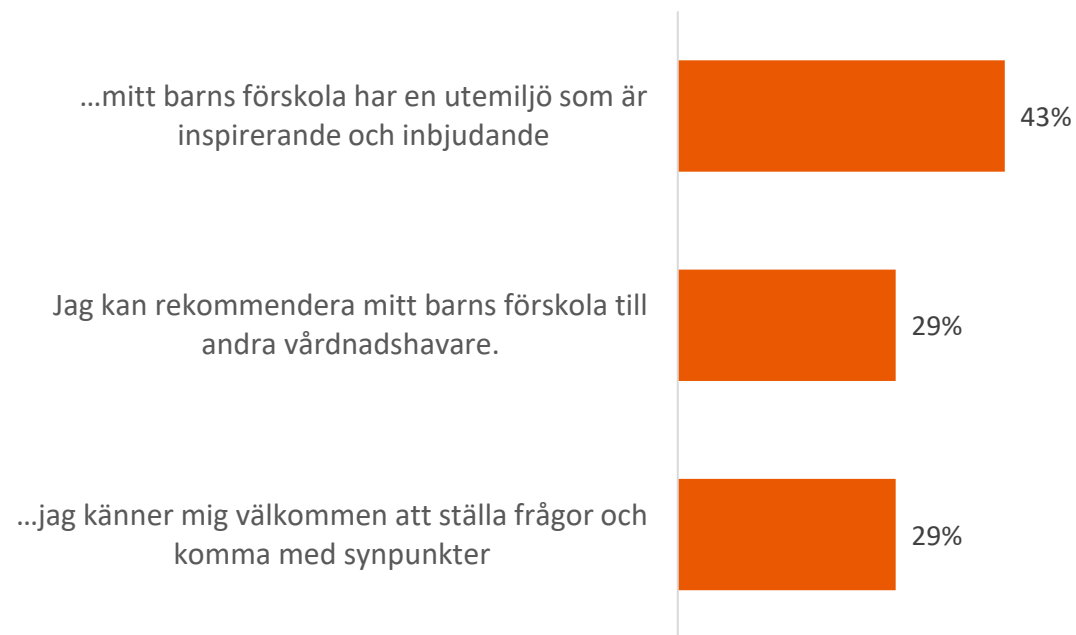 ...mitt barns förskola har en utemiljö som är
inspirerande och inbjudande
43%
Jag kan rekommendera mitt barns förskola till
andra vårdnadshavare.
29%
...jag känner mig välkommen att ställa frågor och
komma med synpunkter
29%